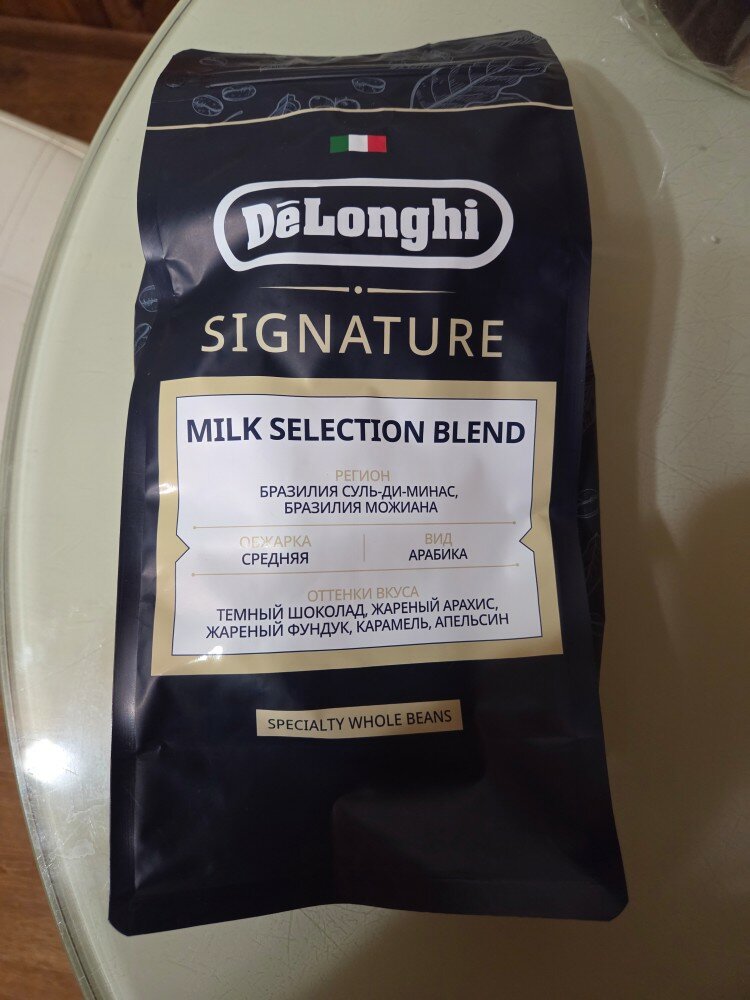 DeLonghi
SIGNATURE
MILK SELECTION BLEND
РЕГИОН
БРАЗИЛИЯ СУЛЬ-ДИ-МИНАС,
БРАЗИЛИЯ МОЖИАНА
ОБЖАРКА
СРЕДНЯЯ
ВИД
АРАБИКА
ОТТЕНКИ ВКУСА
ТЕМНЫЙ ШОКОЛАД, ЖАРЕНЫЙ АРАХИС,
ЖАРЕНЫЙ ФУНДУК, КАРАМЕЛЬ, АПЕЛЬСИН
SPECIALTY WHOLE BEANS